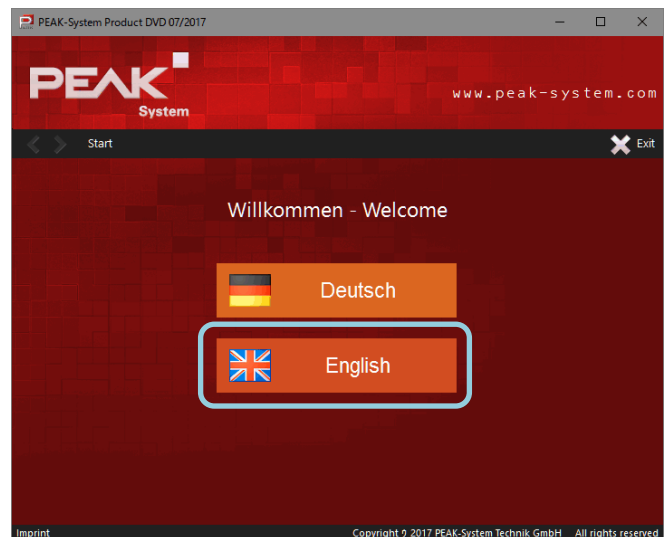 PEAK-System Product DVD 07/2017
PEAK
System
www.peak-system.com
Start
Exit
Willkommen - Welcome
Deutsch
English
Imprint
Copyright 9 2017 PEAK-System Technik GmbH All rights reserved